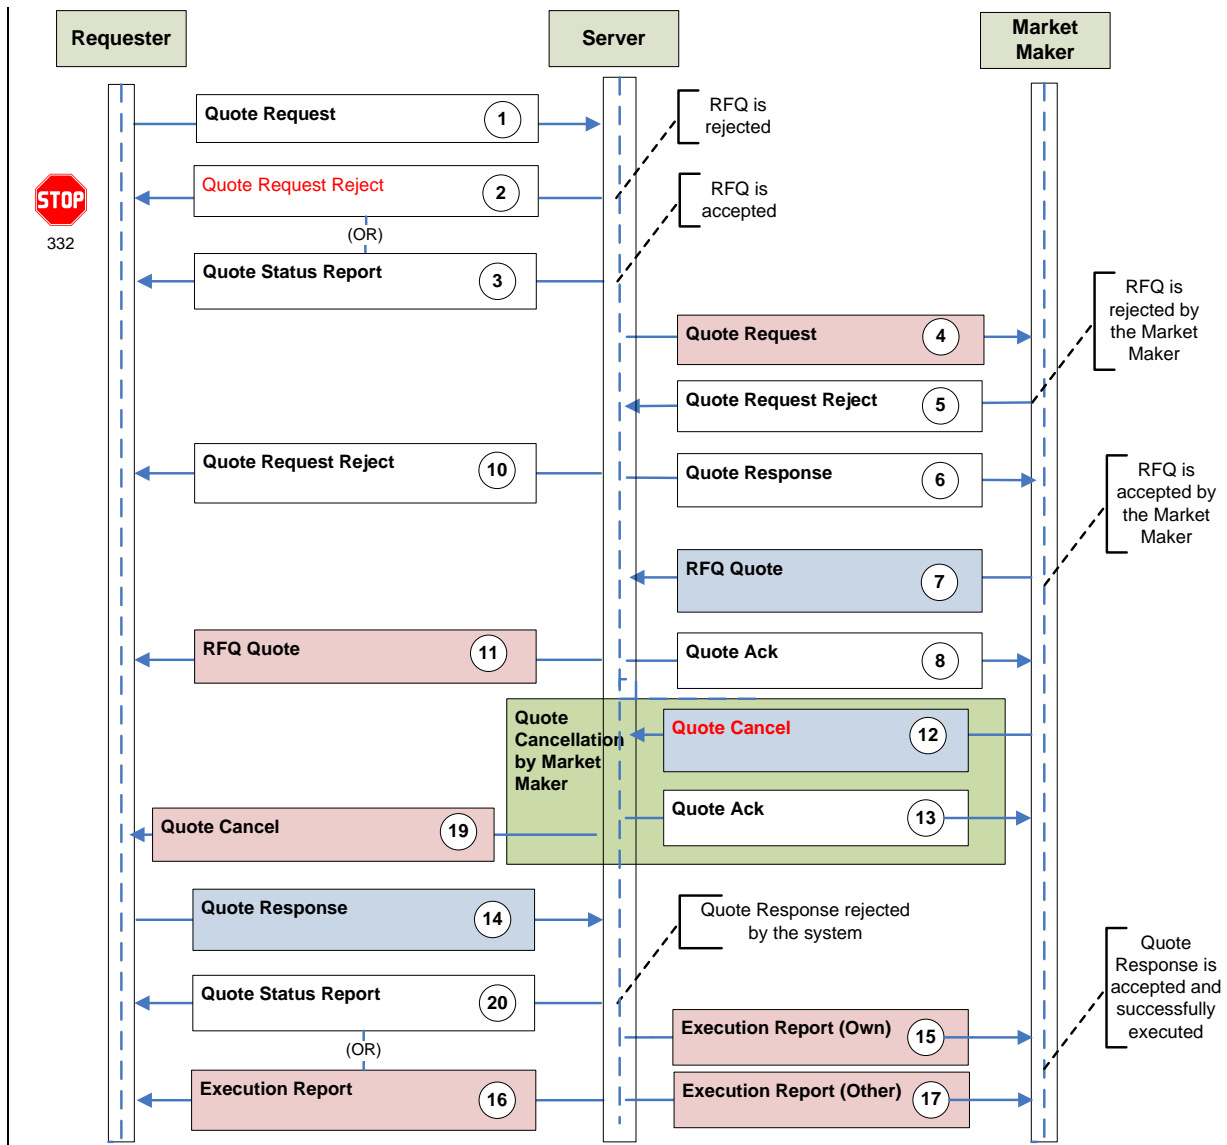 Requester
Server
Market
Maker
Quote Request
1
RFQ is
rejected
STOP
332
Quote Request Reject
2
(OR)
RFQ is
accepted
Quote Status Report
3
RFQ is
rejected by
the Market
Maker
Quote Request
4
Quote Request Reject
5
Quote Request Reject
10
Quote Response
6
RFQ is
accepted by
the Market
Maker
RFQ Quote
7
RFQ Quote
11
Quote Ack
8
Quote
Cancellation
by Market
Maker
Quote Cancel
12
Quote Ack
13
Quote Cancel
19
Quote Response
14
Quote Response rejected
by the system
Quote
Response is
accepted and
successfully
executed
Quote Status Report
20
(OR)
Execution Report (Own)
15
Execution Report
16
Execution Report (Other)
17